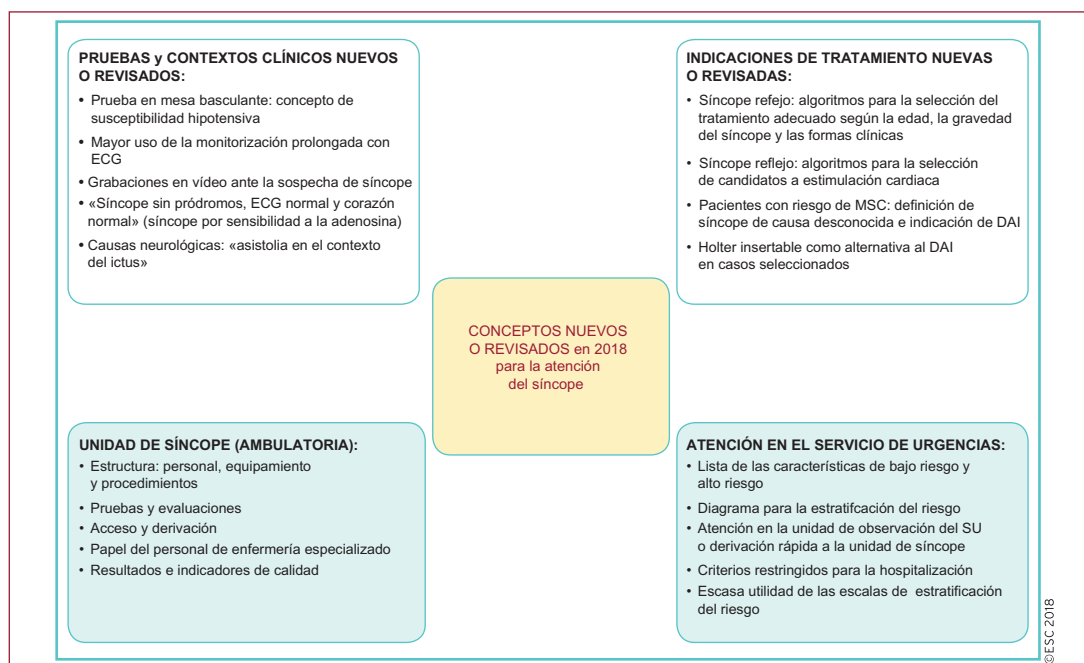 PRUEBAS y CONTEXTOS CLÍNICOS NUEVOS
O REVISADOS:
• Prueba en mesa basculante: concepto de
susceptibilidad hipotensiva
• Mayor uso de la monitorización prolongada con
ECG
• Grabaciones en vídeo ante la sospecha de síncope
• «Síncope sin pródromos, ECG normal y corazón
normal» (síncope por sensibilidad a la adenosina)
• Causas neurológicas: «asistolia en el contexto
del ictus»
INDICACIONES DE TRATAMIENTO NUEVAS
O REVISADAS:
• Síncope refejo: algoritmos para la selección del
tratamiento adecuado según la edad, la gravedad
del síncope y las formas clínicas
• Síncope reflejo: algoritmos para la selección
de candidatos a estimulación cardiaca
• Pacientes con riesgo de MSC: definición de
síncope de causa desconocida e indicación de DAI
• Holter insertable como alternativa al DAI
en casos seleccionados
CONCEPTOS NUEVOS
O REVISADOS en 2018
para la atención
del síncope
UNIDAD DE SÍNCOPE (AMBULATORIA):
• Estructura: personal, equipamiento
y procedimientos
• Pruebas y evaluaciones
• Acceso y derivación
• Papel del personal de enfermería especializado
• Resultados e indicadores de calidad
ATENCIÓN EN EL SERVICIO DE URGENCIAS:
• Lista de las características de bajo riesgo y
alto riesgo
• Diagrama para la estratifcación del riesgo
• Atención en la unidad de observación del SU
o derivación rápida a la unidad de síncope
• Criterios restringidos para la hospitalización
• Escasa utilidad de las escalas de estratificación
del riesgo
©ESC 2018